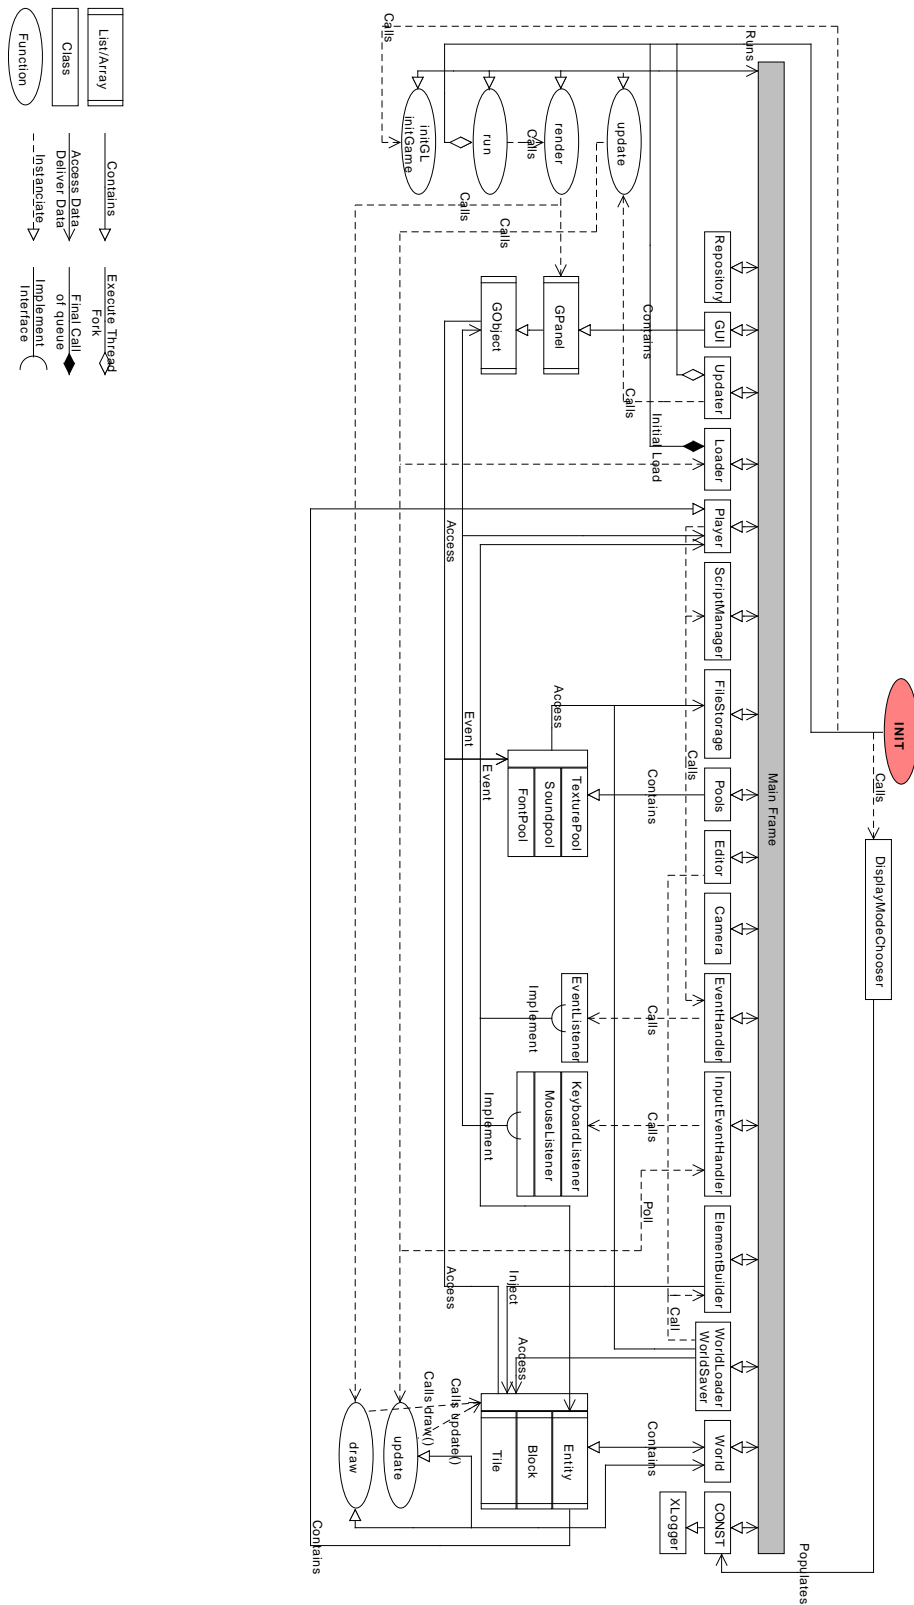 INIT
Calls
DisplayModeChooser
Populates
Calls
Runs
Main Frame
Repository
GUI
Updater
Loader
Player
ScriptManager
FileStorage
Pools
Editor
Camera
EventHandler
InputEventHandler
ElementBuilder
WorldLoader
WorldSaver
World
CONST
XLogger
update
render
run
initGL
initGame
Calls
Calls
Calls
Contains
Calls
Initial Load
GPanel
GObject
Access
Calls
Access
Event
Event
Contains
TexturePool
Soundpool
FontPool
Calls
EventListener
Implement
Calls
KeyboardListener
MouseListener
Implement
Poll
Call
Inject
Access
Access
Contains
Entity
Block
Tile
Calls update()
Calls draw()
update
draw
Contains
List/Array
Class
Function
Contains
Access Data
Deliver Data
Instanciate
Execute Thread
Fork
Final Call
of queue
Implement
Interface